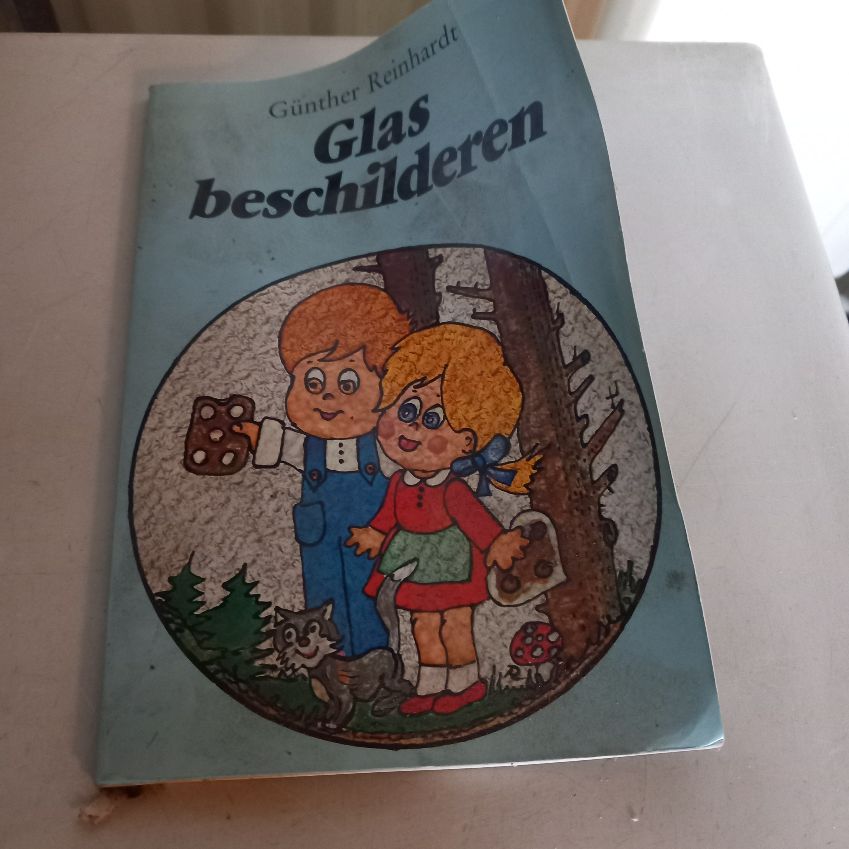 Günther Reinhardt
Glas
beschilderen